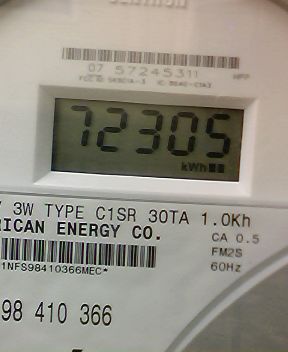 07 57245311
72305
kWh
3W TYPE C1SR 30TA 1.0Kh
RICAN ENERGY CO.
CA 0.5
FM2S
60Hz
1NFS98410366MEC*
98 410 366